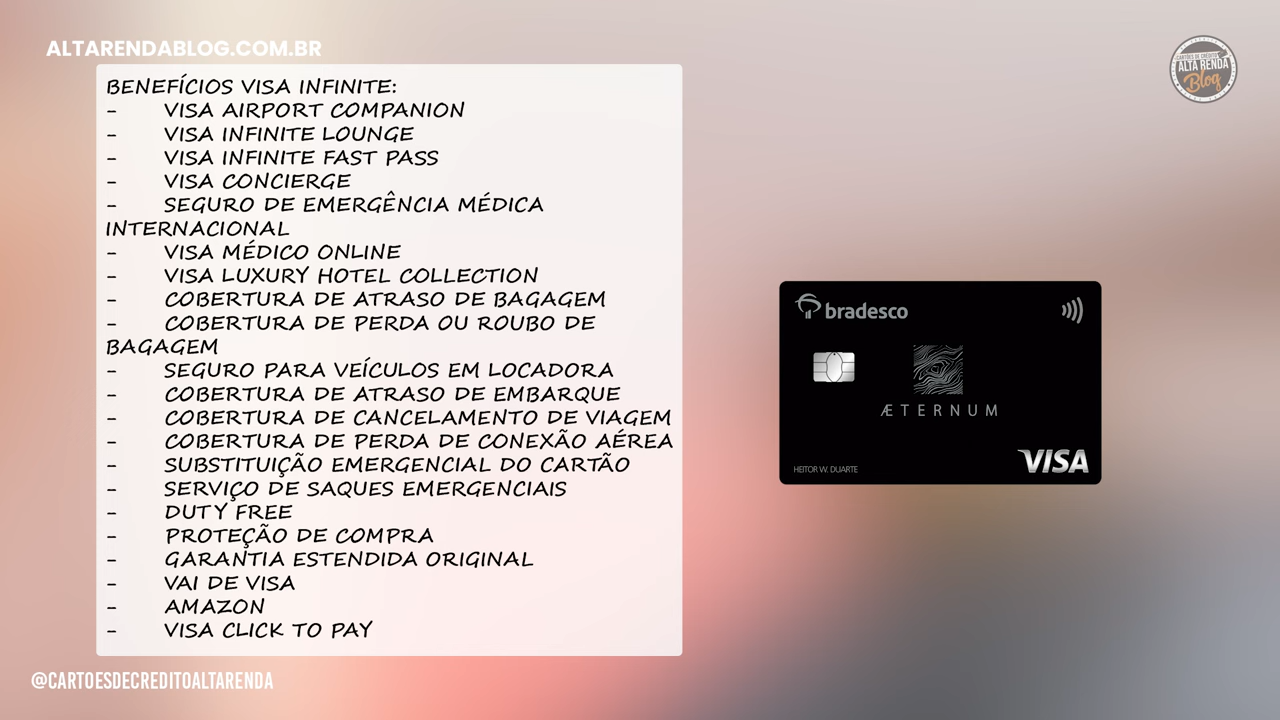 ALTARENDABLOG.COM.BR
CARTÕES DE CRÉDITO
ALTA RENDA
Blog
BENEFÍCIOS VISA INFINITE:
- VISA AIRPORT COMPANION
- VISA INFINITE LOUNGE
- VISA INFINITE FAST PASS
- VISA CONCIERGE
- SEGURO DE EMERGÊNCIA MÉDICA
INTERNACIONAL
- VISA MÉDICO ONLINE
- VISA LUXURY HOTEL COLLECTION
- COBERTURA DE ATRASO DE BAGAGEM
- COBERTURA DE PERDA OU ROUBO DE
BAGAGEM
- SEGURO PARA VEÍCULOS EM LOCADORA
- COBERTURA DE ATRASO DE EMBARQUE
- COBERTURA DE CANCELAMENTO DE VIAGEM
- COBERTURA DE PERDA DE CONEXÃO AÉREA
- SUBSTITUIÇÃO EMERGENCIAL DO CARTÃO
- SERVIÇO DE SAQUES EMERGENCIAIS
- DUTY FREE
- PROTEÇÃO DE COMPRA
- GARANTIA ESTENDIDA ORIGINAL
- VAI DE VISA
- AMAZON
- VISA CLICK TO PAY
bradesco
ÆTERNUM
HEITOR W. DUARTE
VISA
@CARTOESDECREDITOALTARENDA